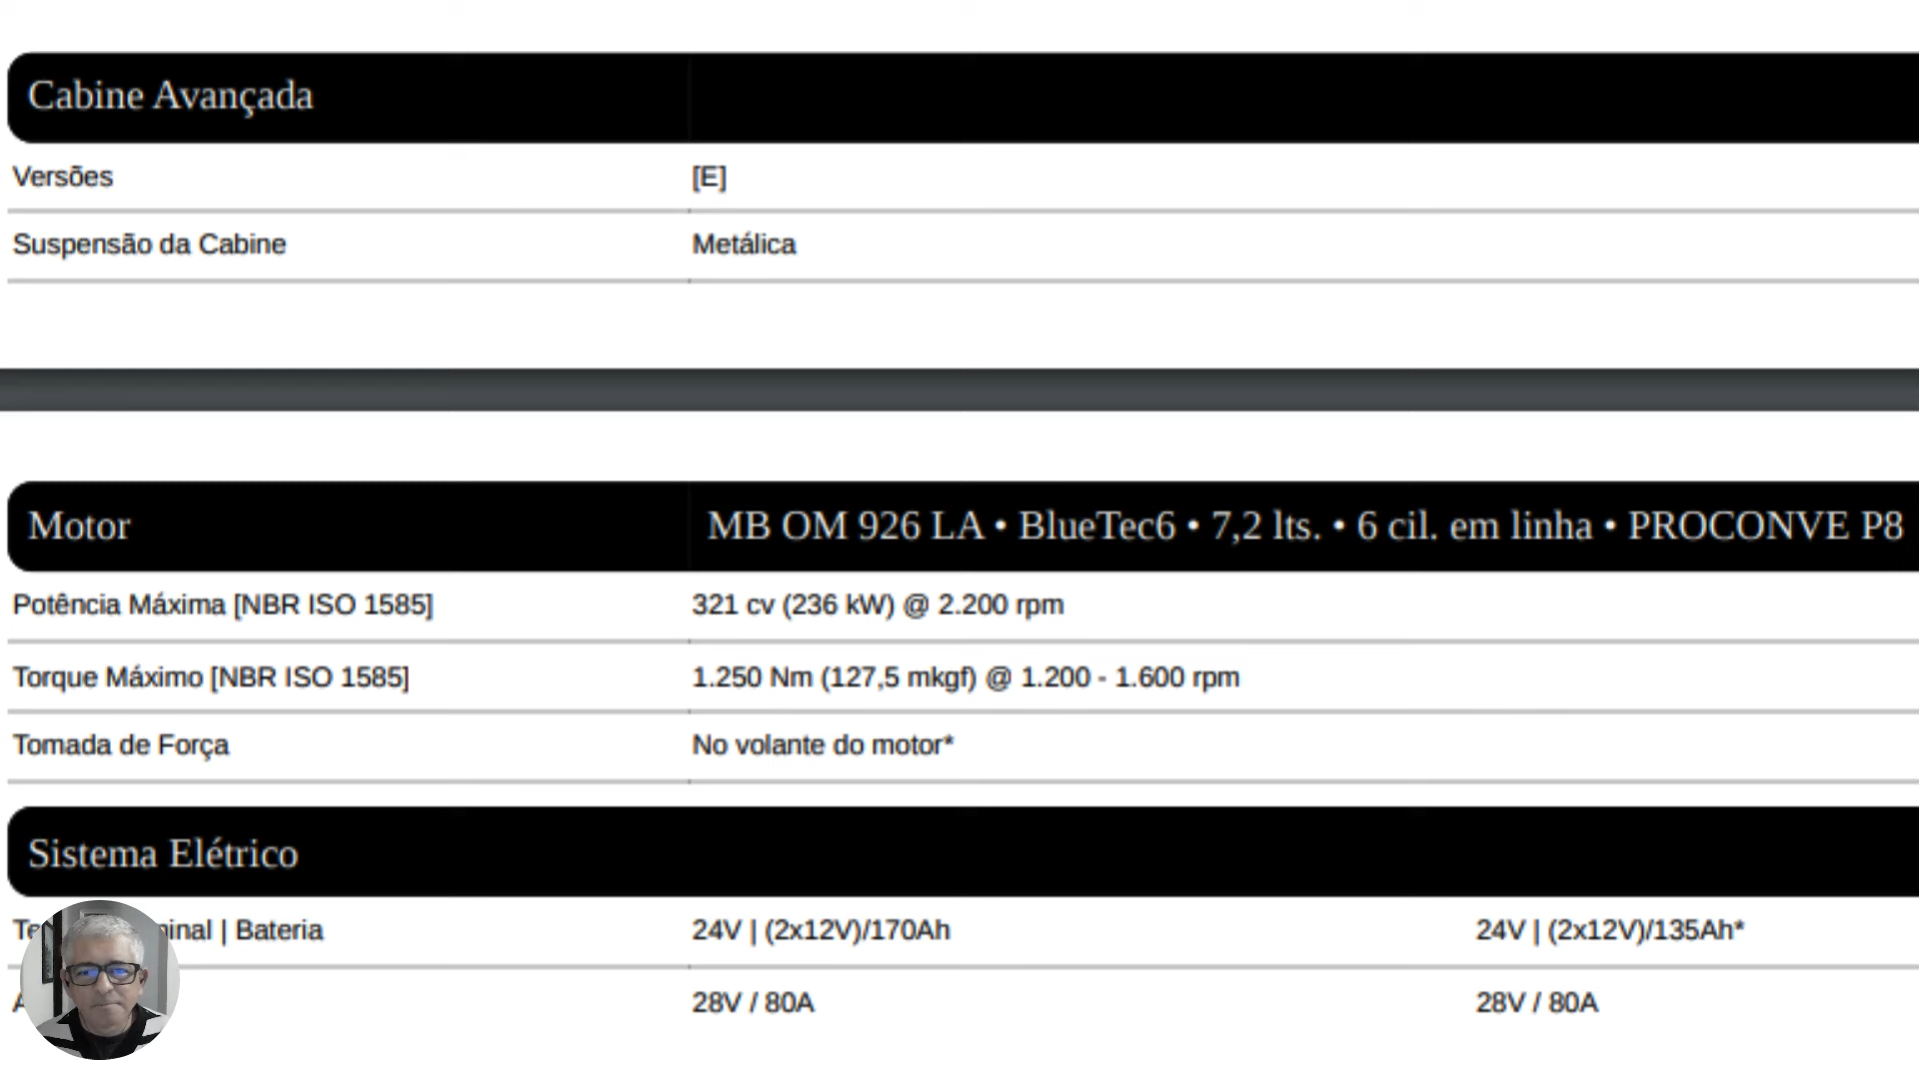 Cabine Avançada
Versões [E]
Suspensão da Cabine Metálica
Motor MB OM 926 LA • BlueTec6 • 7,2 lts. • 6 cil. em linha • PROCONVE P8
Potência Máxima [NBR ISO 1585] 321 cv (236 kW) @ 2.200 rpm
Torque Máximo [NBR ISO 1585] 1.250 Nm (127,5 mkgf) @ 1.200 - 1.600 rpm
Tomada de Força No volante do motor*
Sistema Elétrico
| Bateria 24V | (2x12V)/170Ah 24V | (2x12V)/135Ah*
28V / 80A 28V / 80A